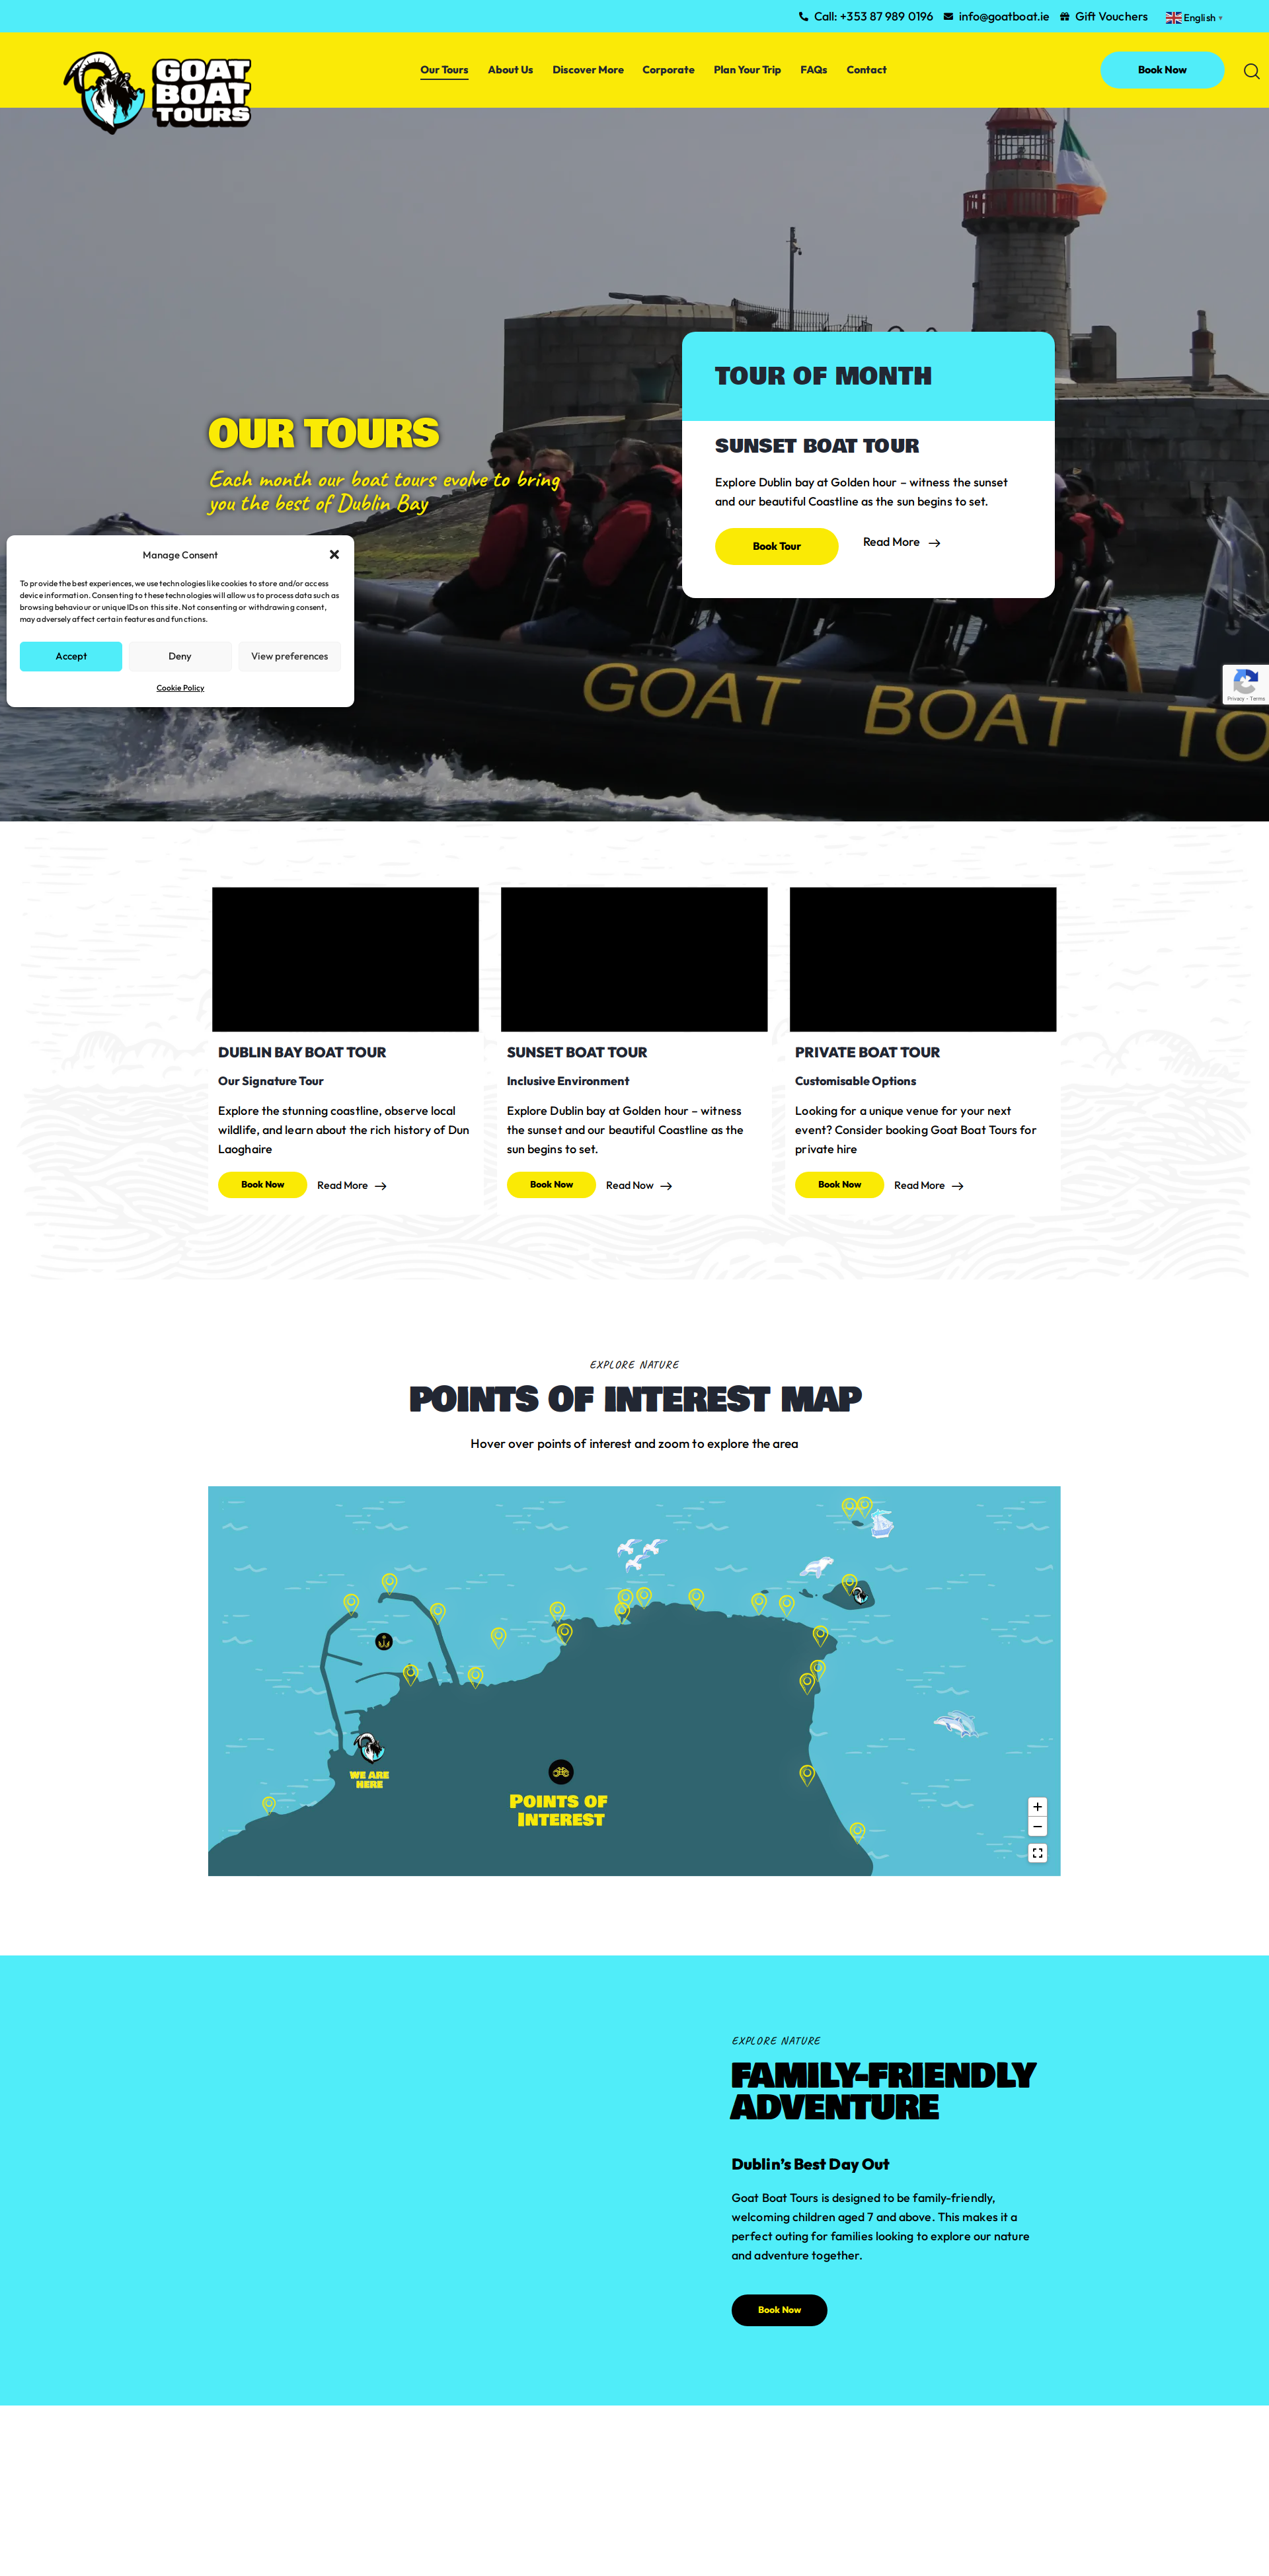 Call: +353 87 989 0196
info@goatboat.ie
Gift Vouchers
English
GOAT
BOAT
TOURS
Our Tours
About Us
Discover More
Corporate
Plan Your Trip
FAQs
Contact
Book Now
OUR TOURS
Each month our boat tours evolve to bring
you the best of Dublin Bay
TOUR OF MONTH
SUNSET BOAT TOUR
Explore Dublin bay at Golden hour – witness the sunset
and our beautiful Coastline as the sun begins to set.
Book Tour
Read More
GOAT BOAT TO
Manage Consent
To provide the best experiences, we use technologies like cookies to store and/or access
device information. Consenting to these technologies will allow us to process data such as
browsing behaviour or unique IDs on this site. Not consenting or withdrawing consent,
may adversely affect certain features and functions.
Accept
Deny
View preferences
Cookie Policy
Privacy - Terms
DUBLIN BAY BOAT TOUR
Our Signature Tour
Explore the stunning coastline, observe local
wildlife, and learn about the rich history of Dun
Laoghaire
Book Now
Read More
SUNSET BOAT TOUR
Inclusive Environment
Explore Dublin bay at Golden hour – witness
the sunset and our beautiful Coastline as the
sun begins to set.
Book Now
Read Now
PRIVATE BOAT TOUR
Customisable Options
Looking for a unique venue for your next
event? Consider booking Goat Boat Tours for
private hire
Book Now
Read More
EXPLORE NATURE
POINTS OF INTEREST MAP
Hover over points of interest and zoom to explore the area
WE ARE
HERE
POINTS OF
INTEREST
EXPLORE NATURE
FAMILY-FRIENDLY
ADVENTURE
Dublin's Best Day Out
Goat Boat Tours is designed to be family-friendly,
welcoming children aged 7 and above. This makes it a
perfect outing for families looking to explore our nature
and adventure together.
Book Now